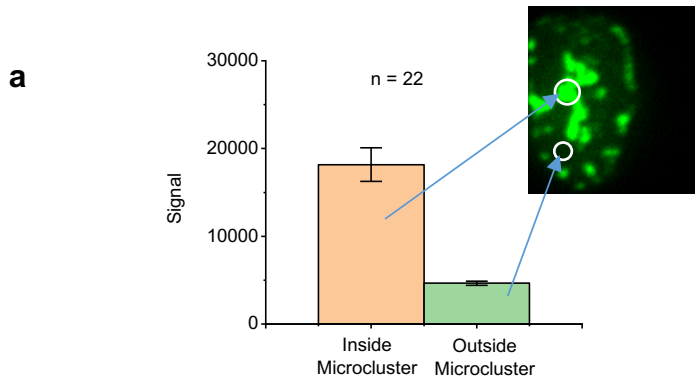 a
30000
n = 22
20000
Signal
10000
0
Inside
Microcluster
Outside
Microcluster